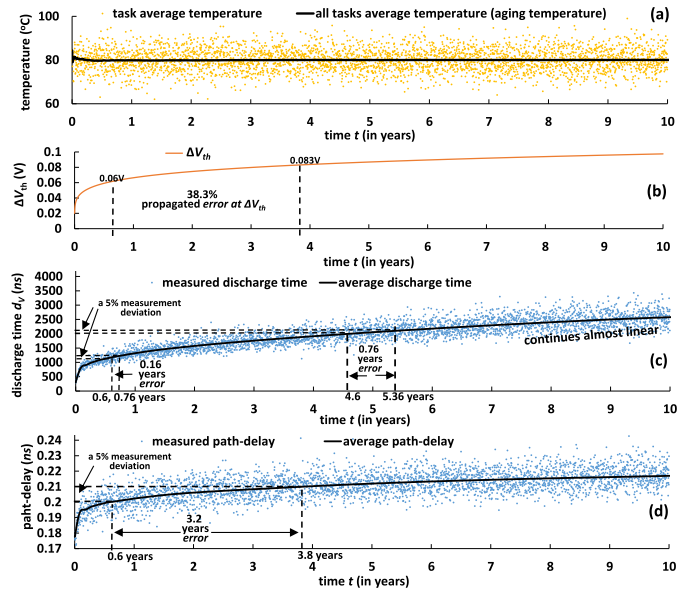 task average temperature all tasks average temperature (aging temperature) (a)
temperature (ºC)
100
80
60
0 1 2 3 4 5 6 7 8 9 10
time t (in years)
ΔVth
ΔVth (V)
0.1
0.08
0.06
0.04
0.02
0
0.06V
0.083V
38.3%
propagated error at ΔVth
(b)
0 1 2 3 4 5 6 7 8 9 10
measured discharge time average discharge time
discharge time dV (ns)
4000
3500
3000
2500
2000
1500
1000
500
0
a 5% measurement
deviation
0.16
years
error
0.76
years
error
continues almost linear
(c)
0 1 2 3 4 5 6 7 8 9 10
0.6, 0.76 years 4.6 5.36 years
time t (in years)
measured path-delay average path-delay
paht-delay (ns)
0.24
0.23
0.22
0.21
0.2
0.19
0.18
0.17
a 5% measurement
deviation
3.2
years
error
(d)
0 1 2 3 4 5 6 7 8 9 10
0.6 years 3.8 years
time t (in years)